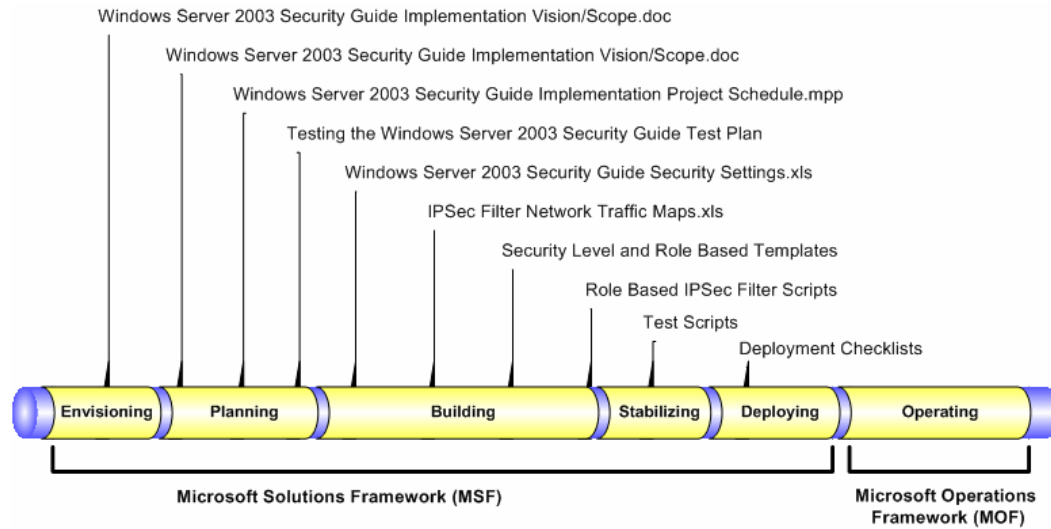 Windows Server 2003 Security Guide Implementation Vision/Scope.doc
Windows Server 2003 Security Guide Implementation Vision/Scope.doc
Windows Server 2003 Security Guide Implementation Project Schedule.mpp
Testing the Windows Server 2003 Security Guide Test Plan
Windows Server 2003 Security Guide Security Settings.xls
IPSec Filter Network Traffic Maps.xls
Security Level and Role Based Templates
Role Based IPSec Filter Scripts
Test Scripts
Deployment Checklists
Envisioning
Planning
Building
Stabilizing
Deploying
Operating
Microsoft Solutions Framework (MSF)
Microsoft Operations
Framework (MOF)